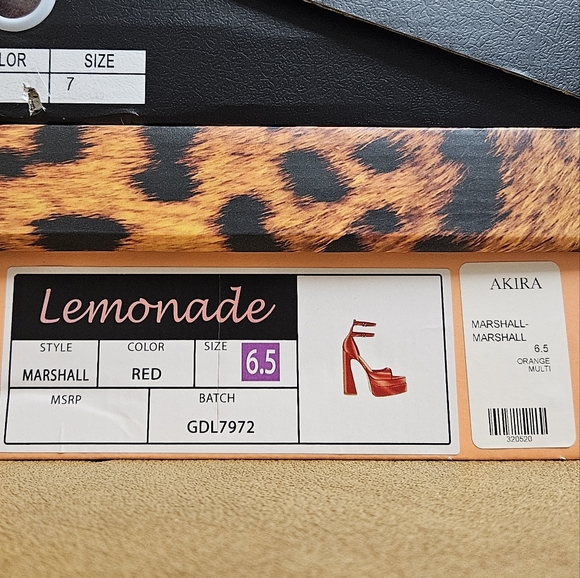 LOR SIZE
7
Lemonade
STYLE COLOR SIZE
MARSHALL RED 6.5
MSRP BATCH
GDL7972
AKIRA
MARSHALL-
MARSHALL
6.5
ORANGE
MULTI
320520